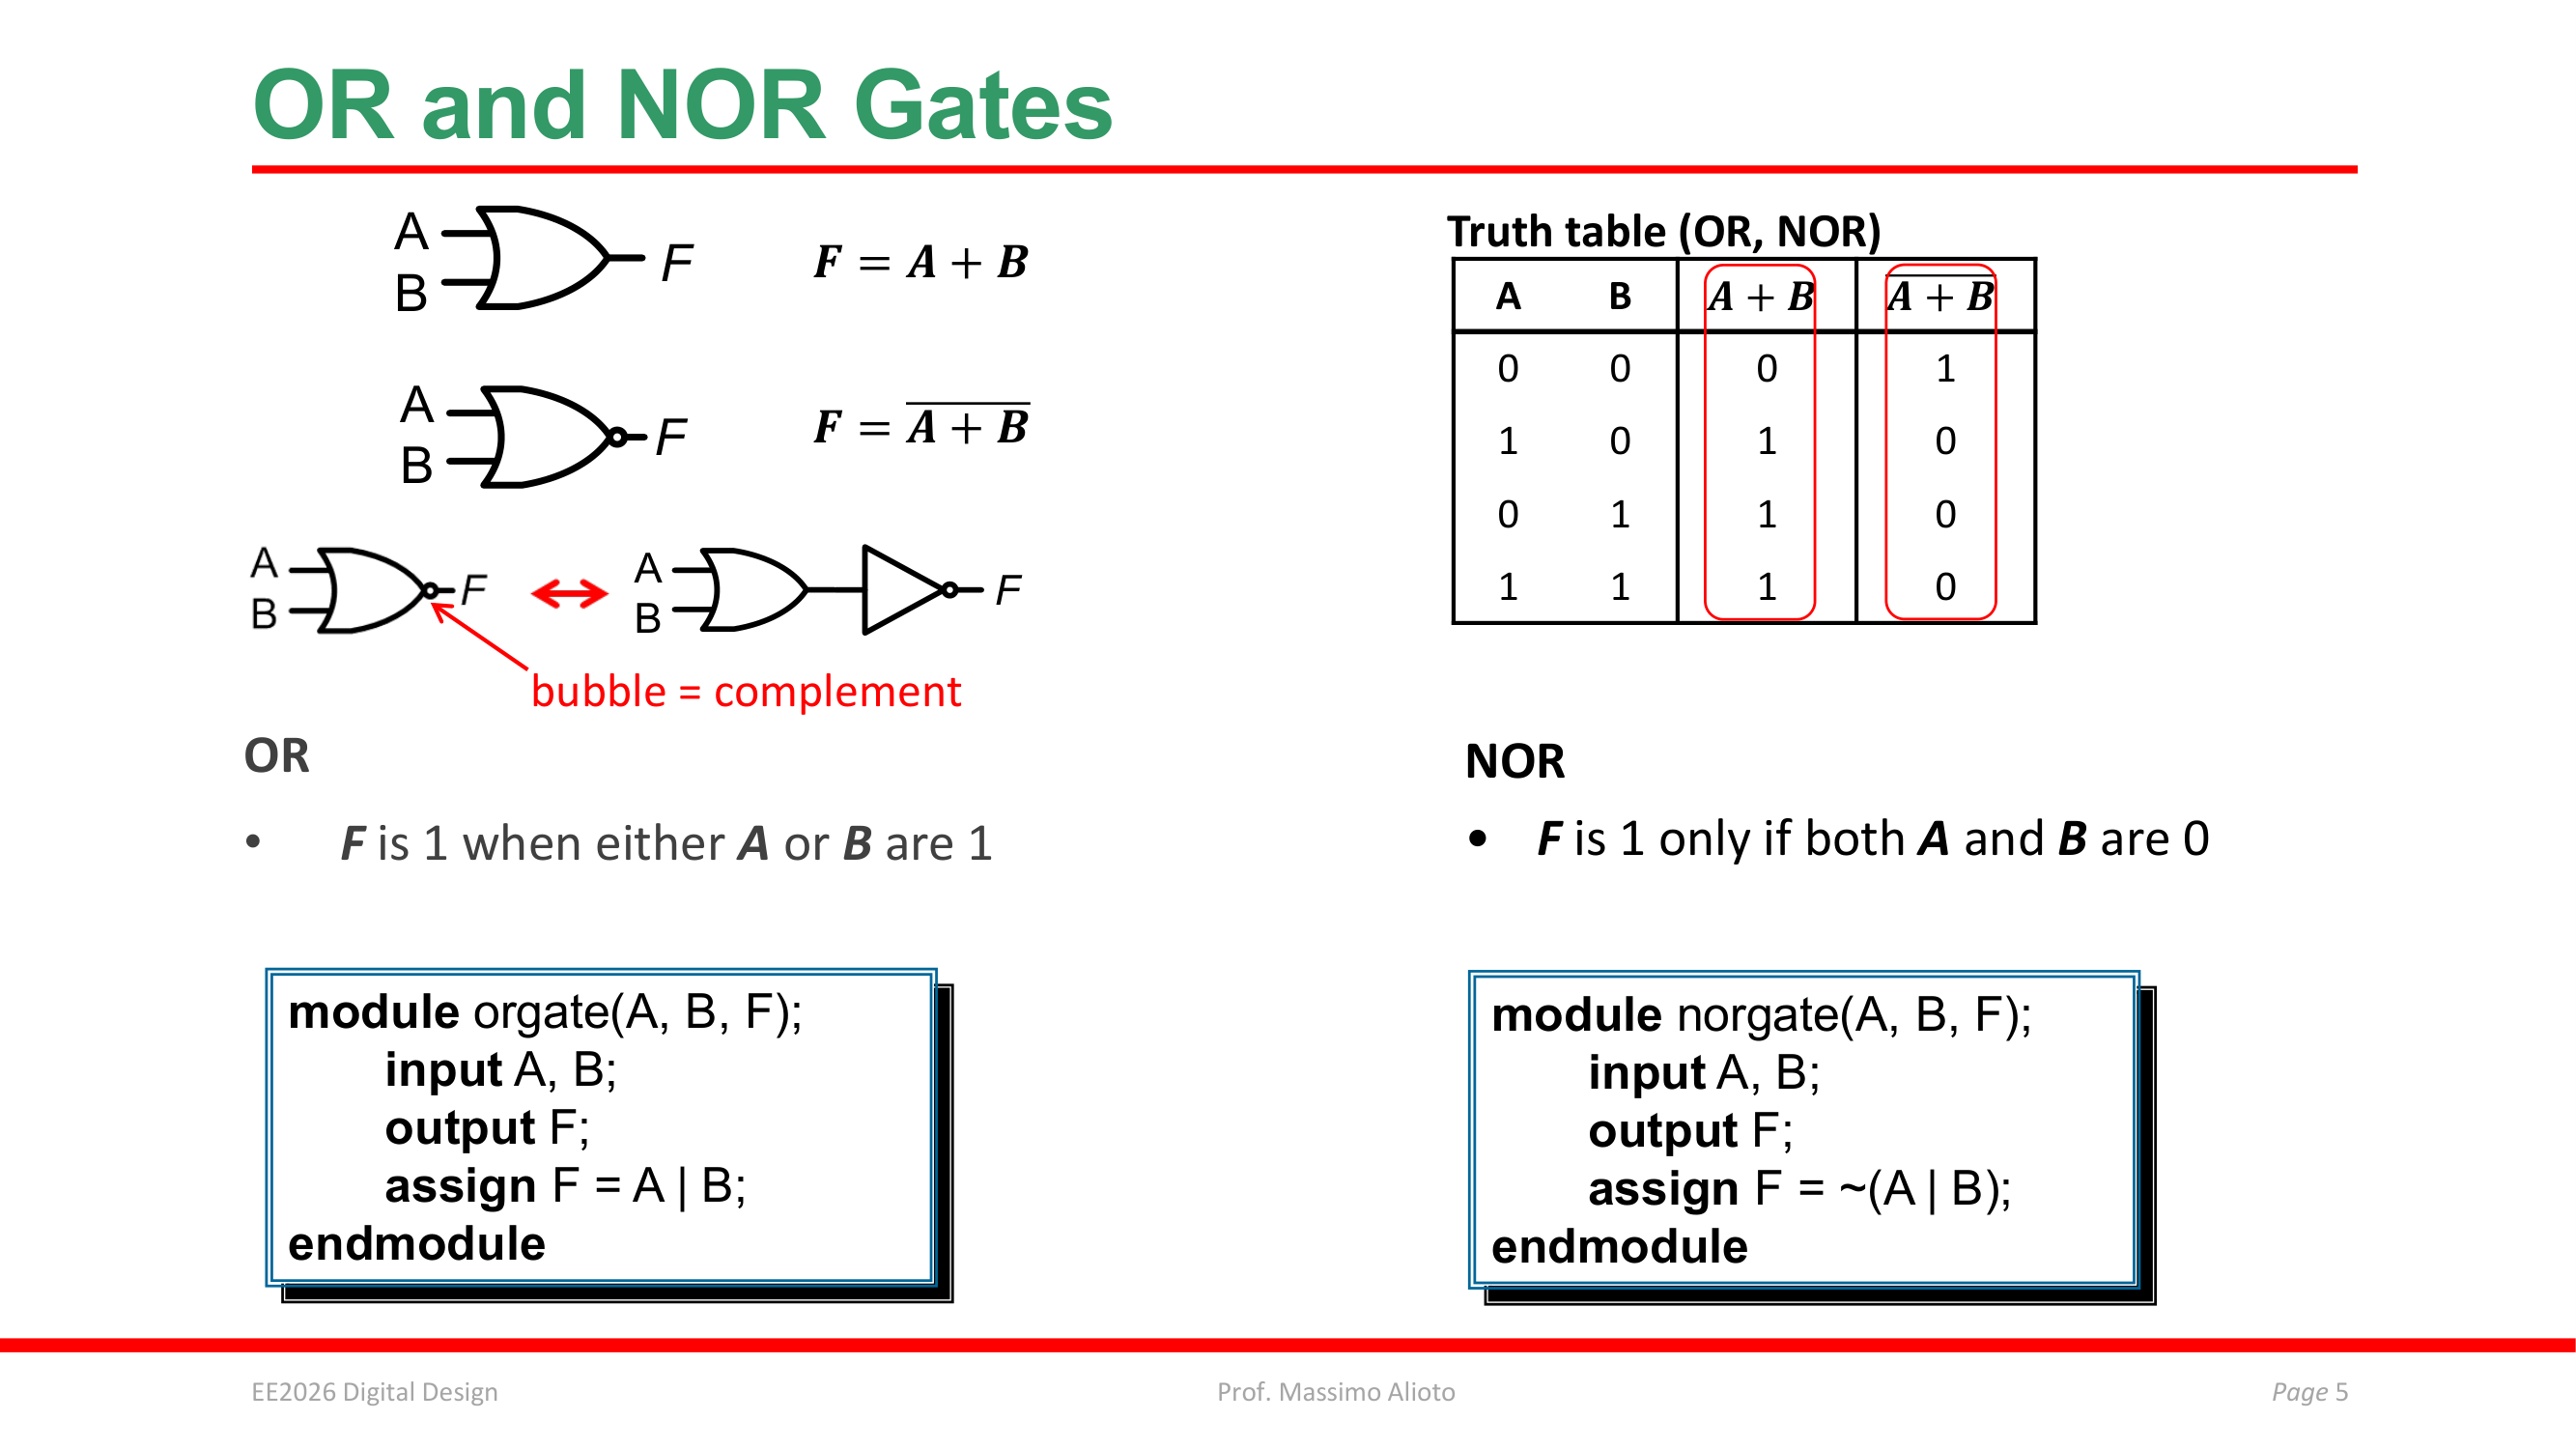 OR and NOR Gates
A
B
F
F = A + B
A
B
F
F = \overline{A + B}
A
B
F
A
B
F
bubble = complement
Truth table (OR, NOR)
A B A + B \overline{A + B}
0 0 0 1
1 0 1 0
0 1 1 0
1 1 1 0
OR
• F is 1 when either A or B are 1
NOR
• F is 1 only if both A and B are 0
module orgate(A, B, F);
input A, B;
output F;
assign F = A | B;
endmodule
module norgate(A, B, F);
input A, B;
output F;
assign F = ~(A | B);
endmodule
EE2026 Digital Design
Prof. Massimo Alioto
Page 5